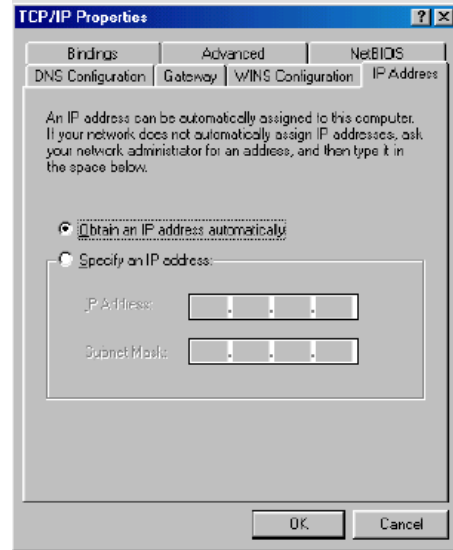 TCP/IP Properties
Bindings Advanced NetBIOS
DNS Configuration Gateway WINS Configuration IP Address
An IP address can be automatically assigned to this computer.
If your network does not automatically assign IP addresses, ask
your network administrator for an address, and then type it in
the space below.
Obtain an IP address automatically
Specify an IP address:
IP Address:
Subnet Mask:
OK Cancel